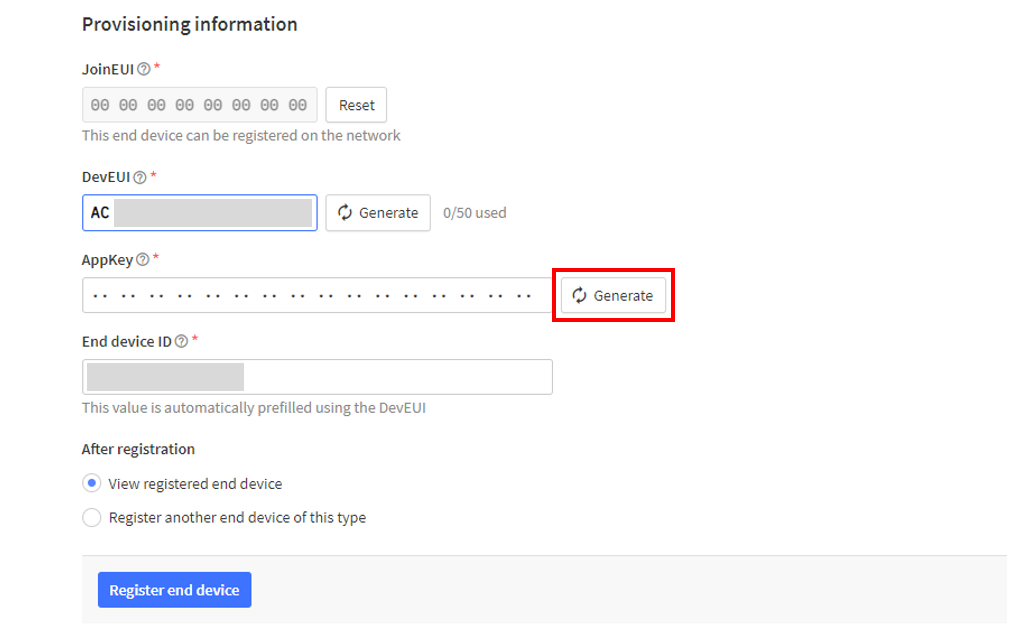 Provisioning information
JoinEUI ? *
00 00 00 00 00 00 00 00 Reset
This end device can be registered on the network
DevEUI ? *
AC Generate 0/50 used
AppKey ? *
·· ·· ·· ·· ·· ·· ·· ·· ·· ·· ·· ·· ·· ·· ·· ·· Generate
End device ID ? *
This value is automatically prefilled using the DevEUI
After registration
View registered end device
Register another end device of this type
Register end device